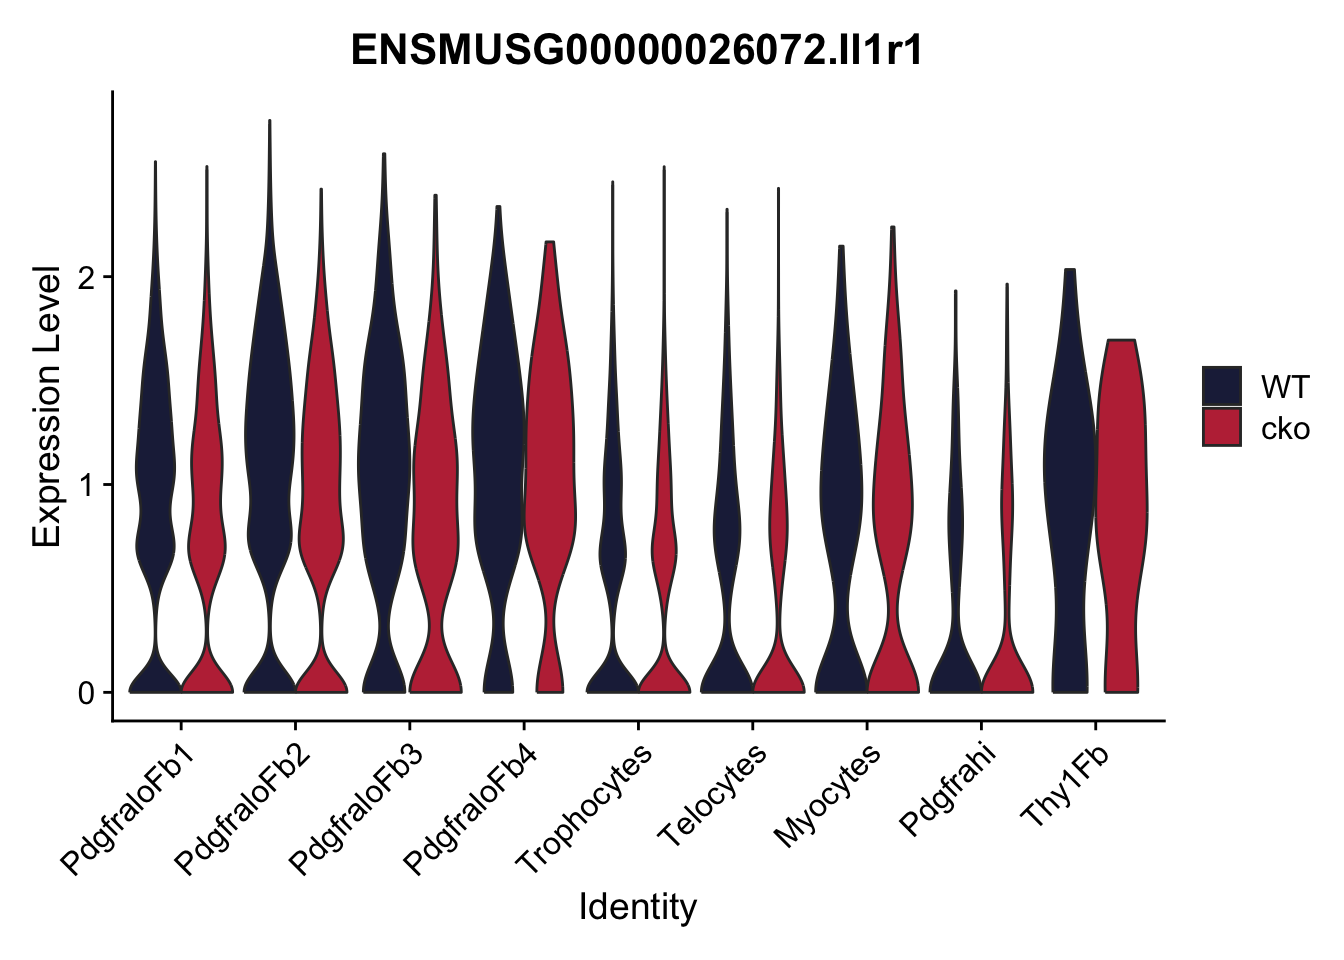 ENSMUSG00000026072.Il1r1
Expression Level
2
1
0
WT
cko
PdgfraloFb1
PdgfraloFb2
PdgfraloFb3
PdgfraloFb4
Trophocytes
Telocytes
Myocytes
Pdgfrahi
Thy1Fb
Identity